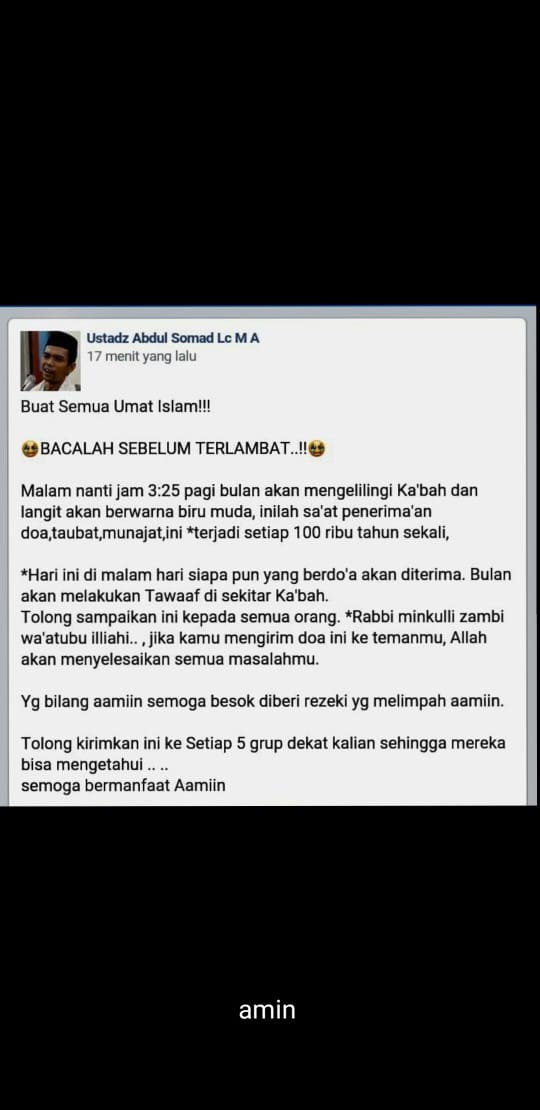 Ustadz Abdul Somad Lc M A
17 menit yang lalu
Buat Semua Umat Islam!!!
BACALAH SEBELUM TERLAMBAT..!!
Malam nanti jam 3:25 pagi bulan akan mengelilingi Ka'bah dan
langit akan berwarna biru muda, inilah sa'at penerima'an
doa,taubat,munajat,ini *terjadi setiap 100 ribu tahun sekali,
*Hari ini di malam hari siapa pun yang berdo'a akan diterima. Bulan
akan melakukan Tawaaf di sekitar Ka'bah.
Tolong sampaikan ini kepada semua orang. *Rabbi minkulli zambi
wa'atubu illiahi.. , jika kamu mengirim doa ini ke temanmu, Allah
akan menyelesaikan semua masalahmu.
Yg bilang aamiin semoga besok diberi rezeki yg melimpah aamiin.
Tolong kirimkan ini ke Setiap 5 grup dekat kalian sehingga mereka
bisa mengetahui .. ..
semoga bermanfaat Aamiin
amin